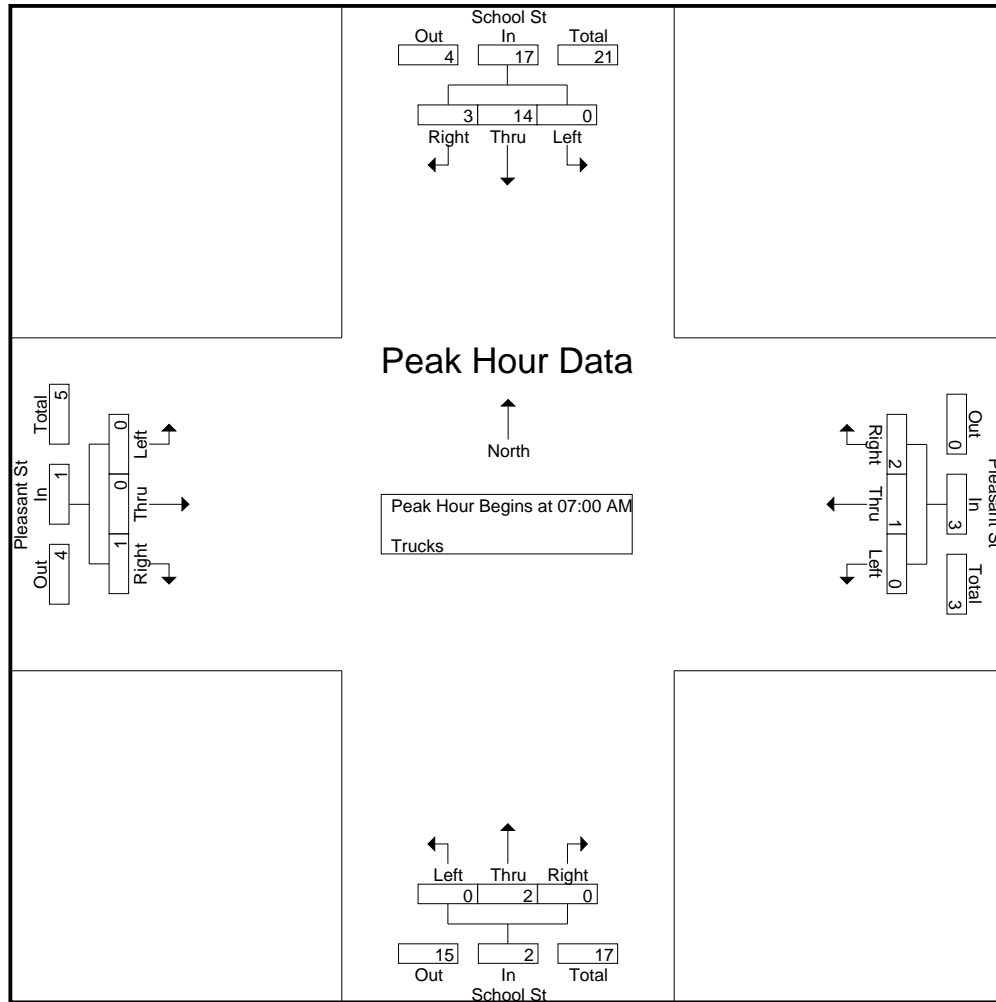 School St
Out In Total
4 17 21
3 14 0
Right Thru Left
Peak Hour Data
North
Peak Hour Begins at 07:00 AM
Trucks
Pleasant St
Total In Out
5 1 4
0 0 1
Left Thru Right
Right Thru Left
2 1 0
Out In Total
0 3 3
Pleasant St
Left Thru Right
0 2 0
15 2 17
Out In Total
School St